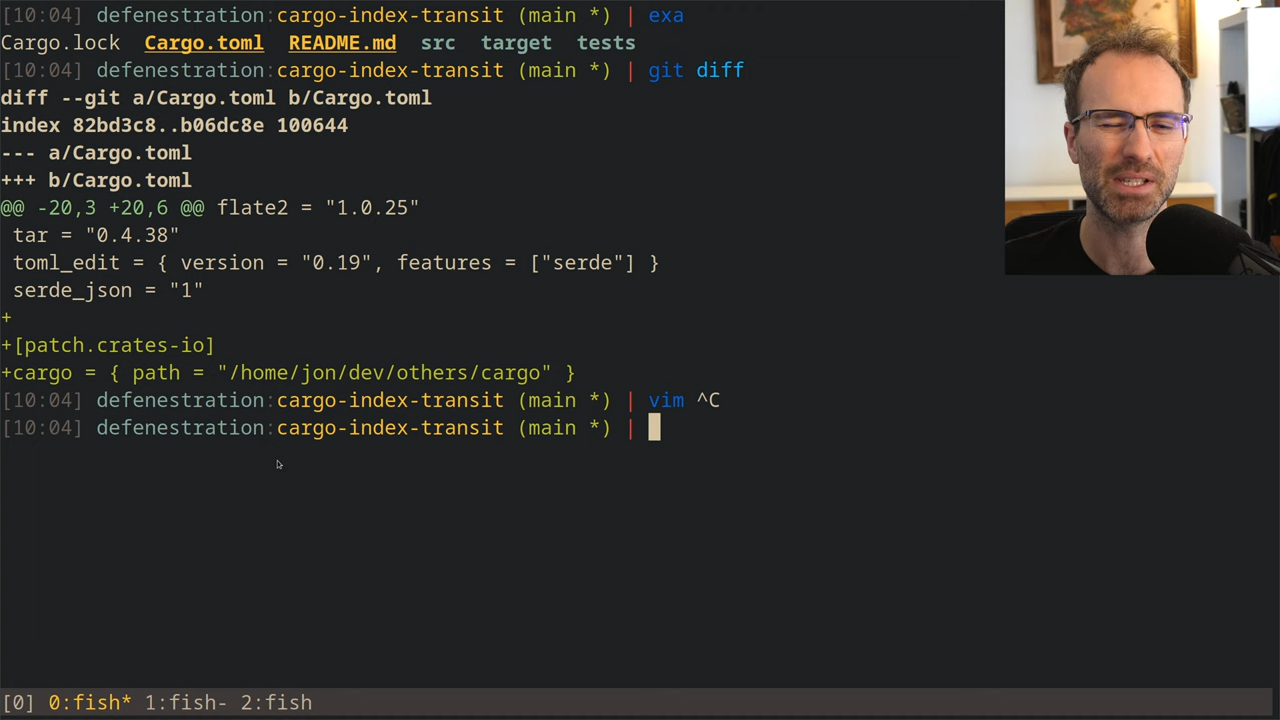 [10:04] defenestration:cargo-index-transit (main *) | exa
Cargo.lock Cargo.toml README.md src target tests
[10:04] defenestration:cargo-index-transit (main *) | git diff
diff --git a/Cargo.toml b/Cargo.toml
index 82bd3c8..b06dc8e 100644
--- a/Cargo.toml
+++ b/Cargo.toml
@@ -20,3 +20,6 @@ flate2 = "1.0.25"
 tar = "0.4.38"
 toml_edit = { version = "0.19", features = ["serde"] }
 serde_json = "1"
+
+[patch.crates-io]
+cargo = { path = "/home/jon/dev/others/cargo" }
[10:04] defenestration:cargo-index-transit (main *) | vim ^C
[10:04] defenestration:cargo-index-transit (main *) |
[0] 0:fish* 1:fish- 2:fish